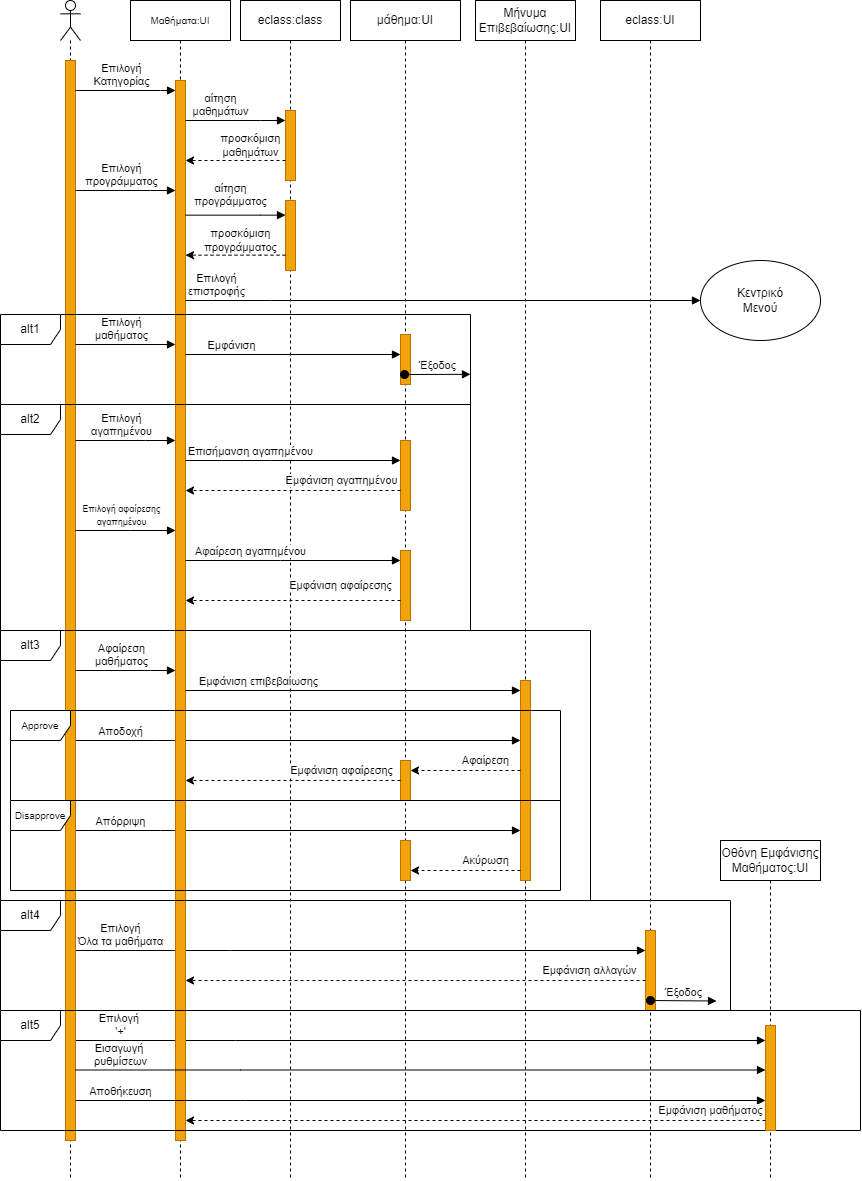 Μαθήματα:UI
eclass:class
μάθημα:UI
Μήνυμα
Επιβεβαίωσης:UI
eclass:UI
Επιλογή
Κατηγορίας
αίτηση
μαθημάτων
προσκόμιση
μαθημάτων
Επιλογή
προγράμματος
αίτηση
προγράμματος
προσκόμιση
προγράμματος
Επιλογή
επιστροφής
Κεντρικό
Μενού
alt1
Επιλογή
μαθήματος
Εμφάνιση
Έξοδος
alt2
Επιλογή
αγαπημένου
Επισήμανση αγαπημένου
Εμφάνιση αγαπημένου
Επιλογή αφαίρεσης
αγαπημένου
Αφαίρεση αγαπημένου
Εμφάνιση αφαίρεσης
alt3
Αφαίρεση
μαθήματος
Εμφάνιση επιβεβαίωσης
Approve
Αποδοχή
Αφαίρεση
Εμφάνιση αφαίρεσης
Disapprove
Απόρριψη
Ακύρωση
Οθόνη Εμφάνισης
Μαθήματος:UI
alt4
Επιλογή
Όλα τα μαθήματα
Εμφάνιση αλλαγών
Έξοδος
alt5
Επιλογή
'+'
Εισαγωγή
ρυθμίσεων
Αποθήκευση
Εμφάνιση μαθήματος